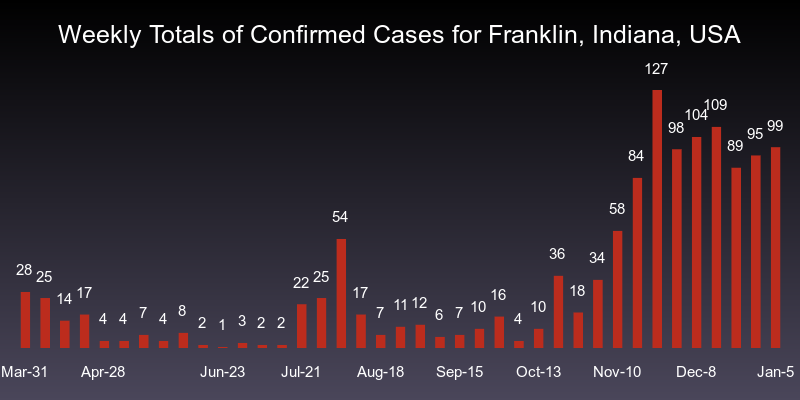 Weekly Totals of Confirmed Cases for Franklin, Indiana, USA
28 25 14 17 4 4 7 4 8 2 1 3 2 2 22 25 54 17 7 11 12 6 7 10 16 4 10 36 18 34 58 84 127 98 104 109 89 95 99
Mar-31 Apr-28 Jun-23 Jul-21 Aug-18 Sep-15 Oct-13 Nov-10 Dec-8 Jan-5